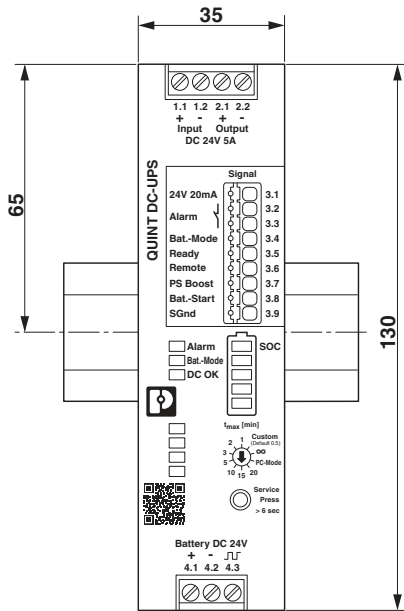 35
1.1 1.2 2.1 2.2
+ - + -
Input Output
DC 24V 5A
65
QUINT DC-UPS
Signal
24V 20mA 3.1
3.2
Alarm
3.3
Bat.-Mode 3.4
Ready 3.5
Remote 3.6
PS Boost 3.7
Bat.-Start 3.8
SGnd 3.9
130
Alarm SOC
Bat.-Mode
DC OK
tmax [min]
Custom
(Default 0.5)
1 2 3 5 10 15 20 ∞
PC-Mode
Service
Press
> 6 sec
Battery DC 24V
+ -
4.1 4.2 4.3